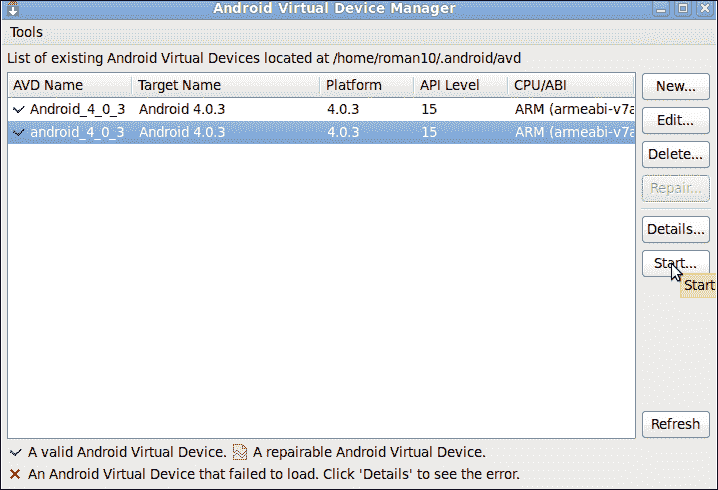 Android Virtual Device Manager
Tools
List of existing Android Virtual Devices located at /home/roman10/.android/avd
AVD Name Target Name Platform API Level CPU/ABI
Android_4_0_3 Android 4.0.3 4.0.3 15 ARM (armeabi-v7a
android_4_0_3 Android 4.0.3 4.0.3 15 ARM (armeabi-v7a
New...
Edit...
Delete...
Repair...
Details...
Start...
Start
Refresh
A valid Android Virtual Device. A repairable Android Virtual Device.
An Android Virtual Device that failed to load. Click 'Details' to see the error.